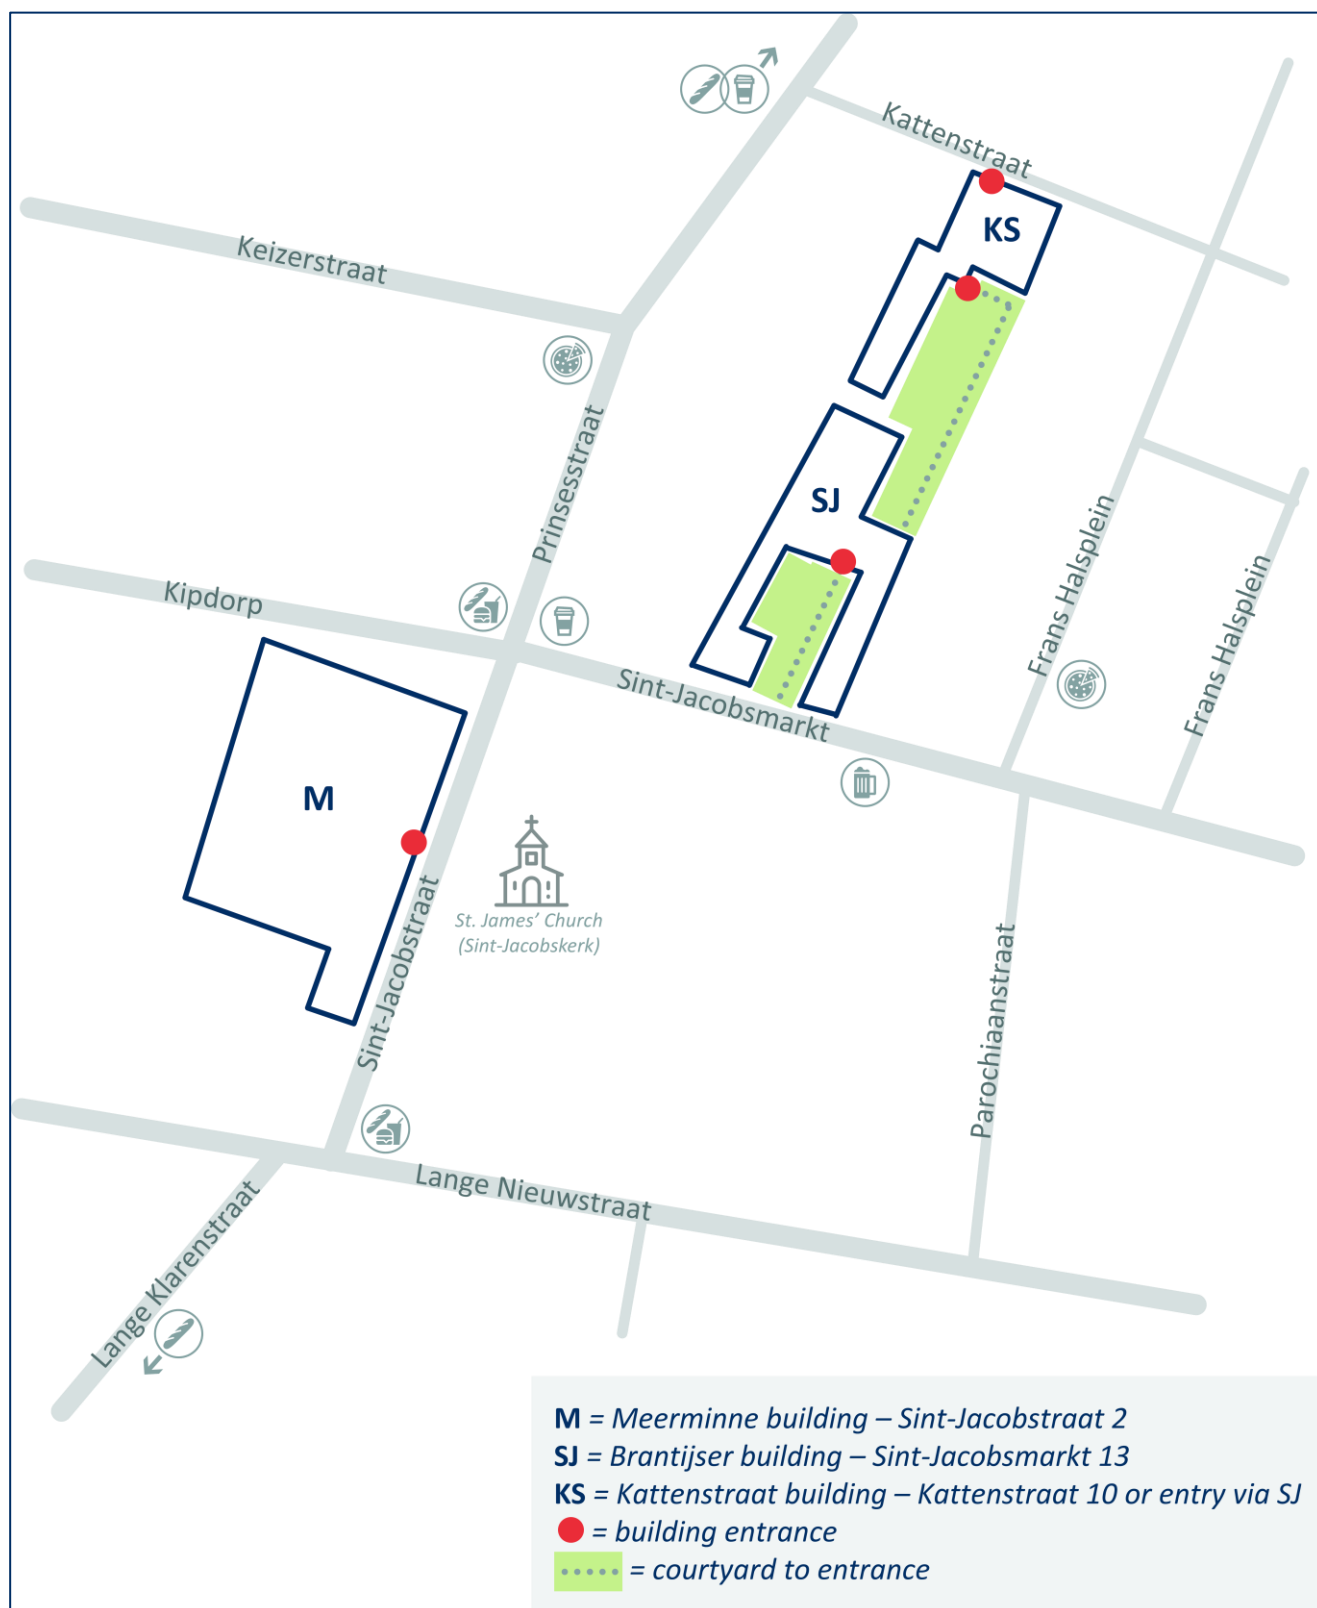 Kattenstraat
KS
Keizerstraat
Prinsesstraat
SJ
Frans Halsplein
Frans Halsplein
Kipdorp
Sint-Jacobsmarkt
M
St. James’ Church
(Sint-Jacobskerk)
Sint-Jacobstraat
Parochiaanstraat
Lange Nieuwstraat
Lange Klarenstraat
M = Meerminne building – Sint-Jacobstraat 2
SJ = Brantijser building – Sint-Jacobsmarkt 13
KS = Kattenstraat building – Kattenstraat 10 or entry via SJ
= building entrance
= courtyard to entrance